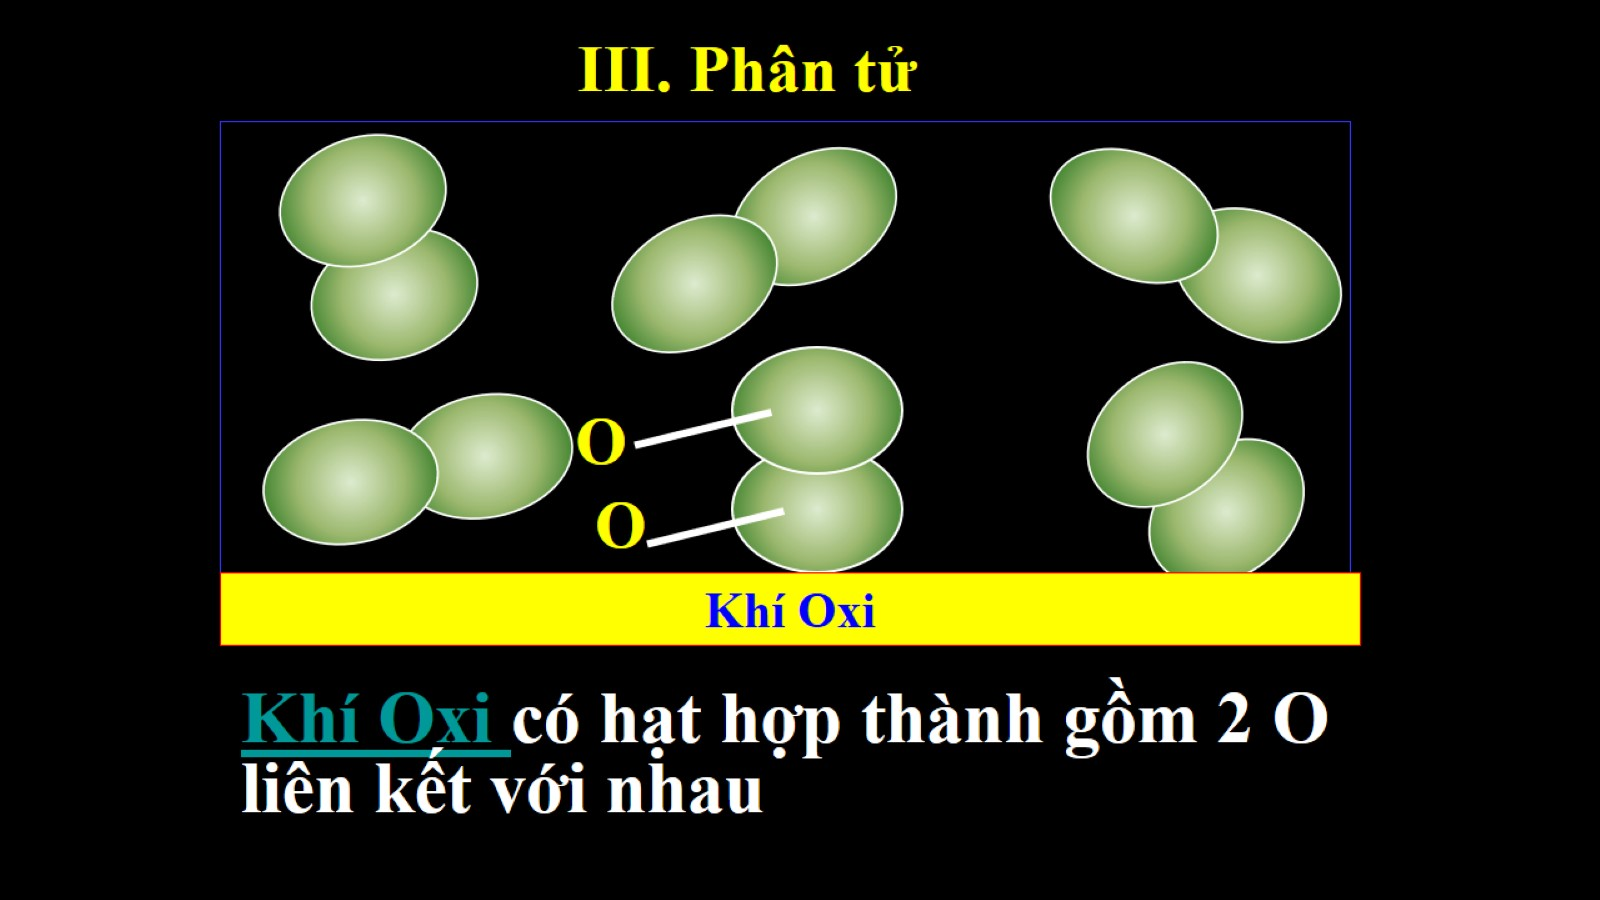 III. Phân tử
O
O
Khí Oxi
Khí Oxi có hạt hợp thành gồm 2 O
liên kết với nhau